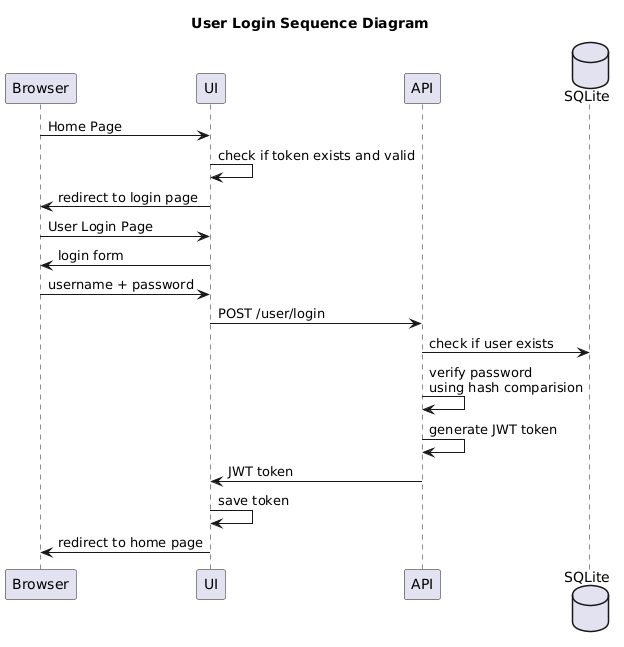 User Login Sequence Diagram
SQLite
Browser
UI
API
Home Page
check if token exists and valid
redirect to login page
User Login Page
login form
username + password
POST /user/login
check if user exists
verify password
using hash comparision
generate JWT token
JWT token
save token
redirect to home page
Browser
UI
API
SQLite